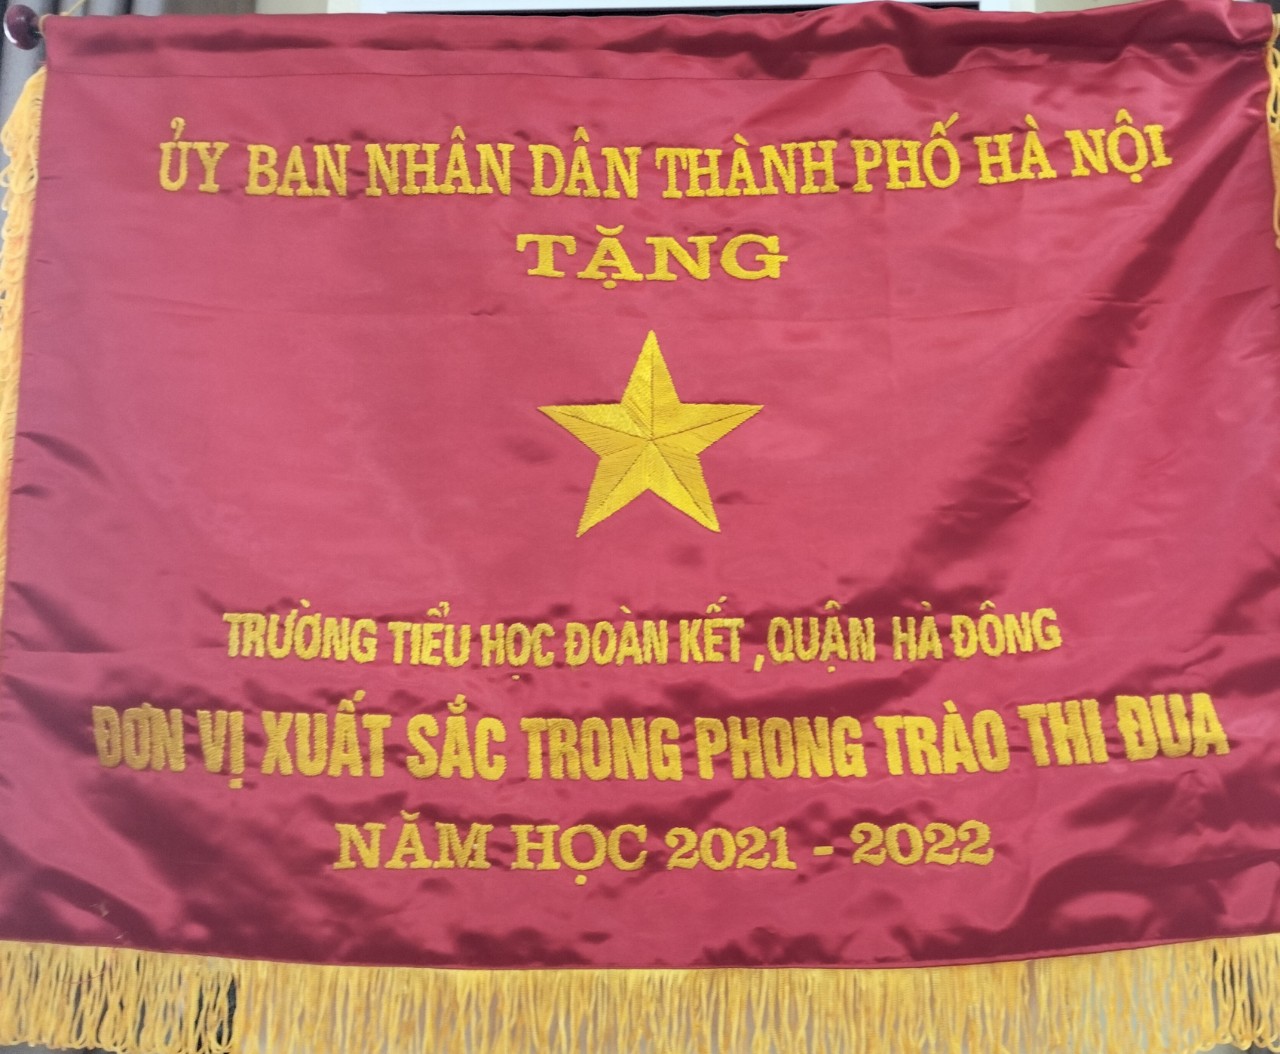 ỦY BAN NHÂN DÂN THÀNH PHỐ HÀ NỘI
TẶNG
TRƯỜNG TIỂU HỌC ĐOÀN KẾT , QUẬN HÀ ĐÔNG
ĐƠN VỊ XUẤT SẮC TRONG PHONG TRÀO THI ĐUA
NĂM HỌC 2021 - 2022